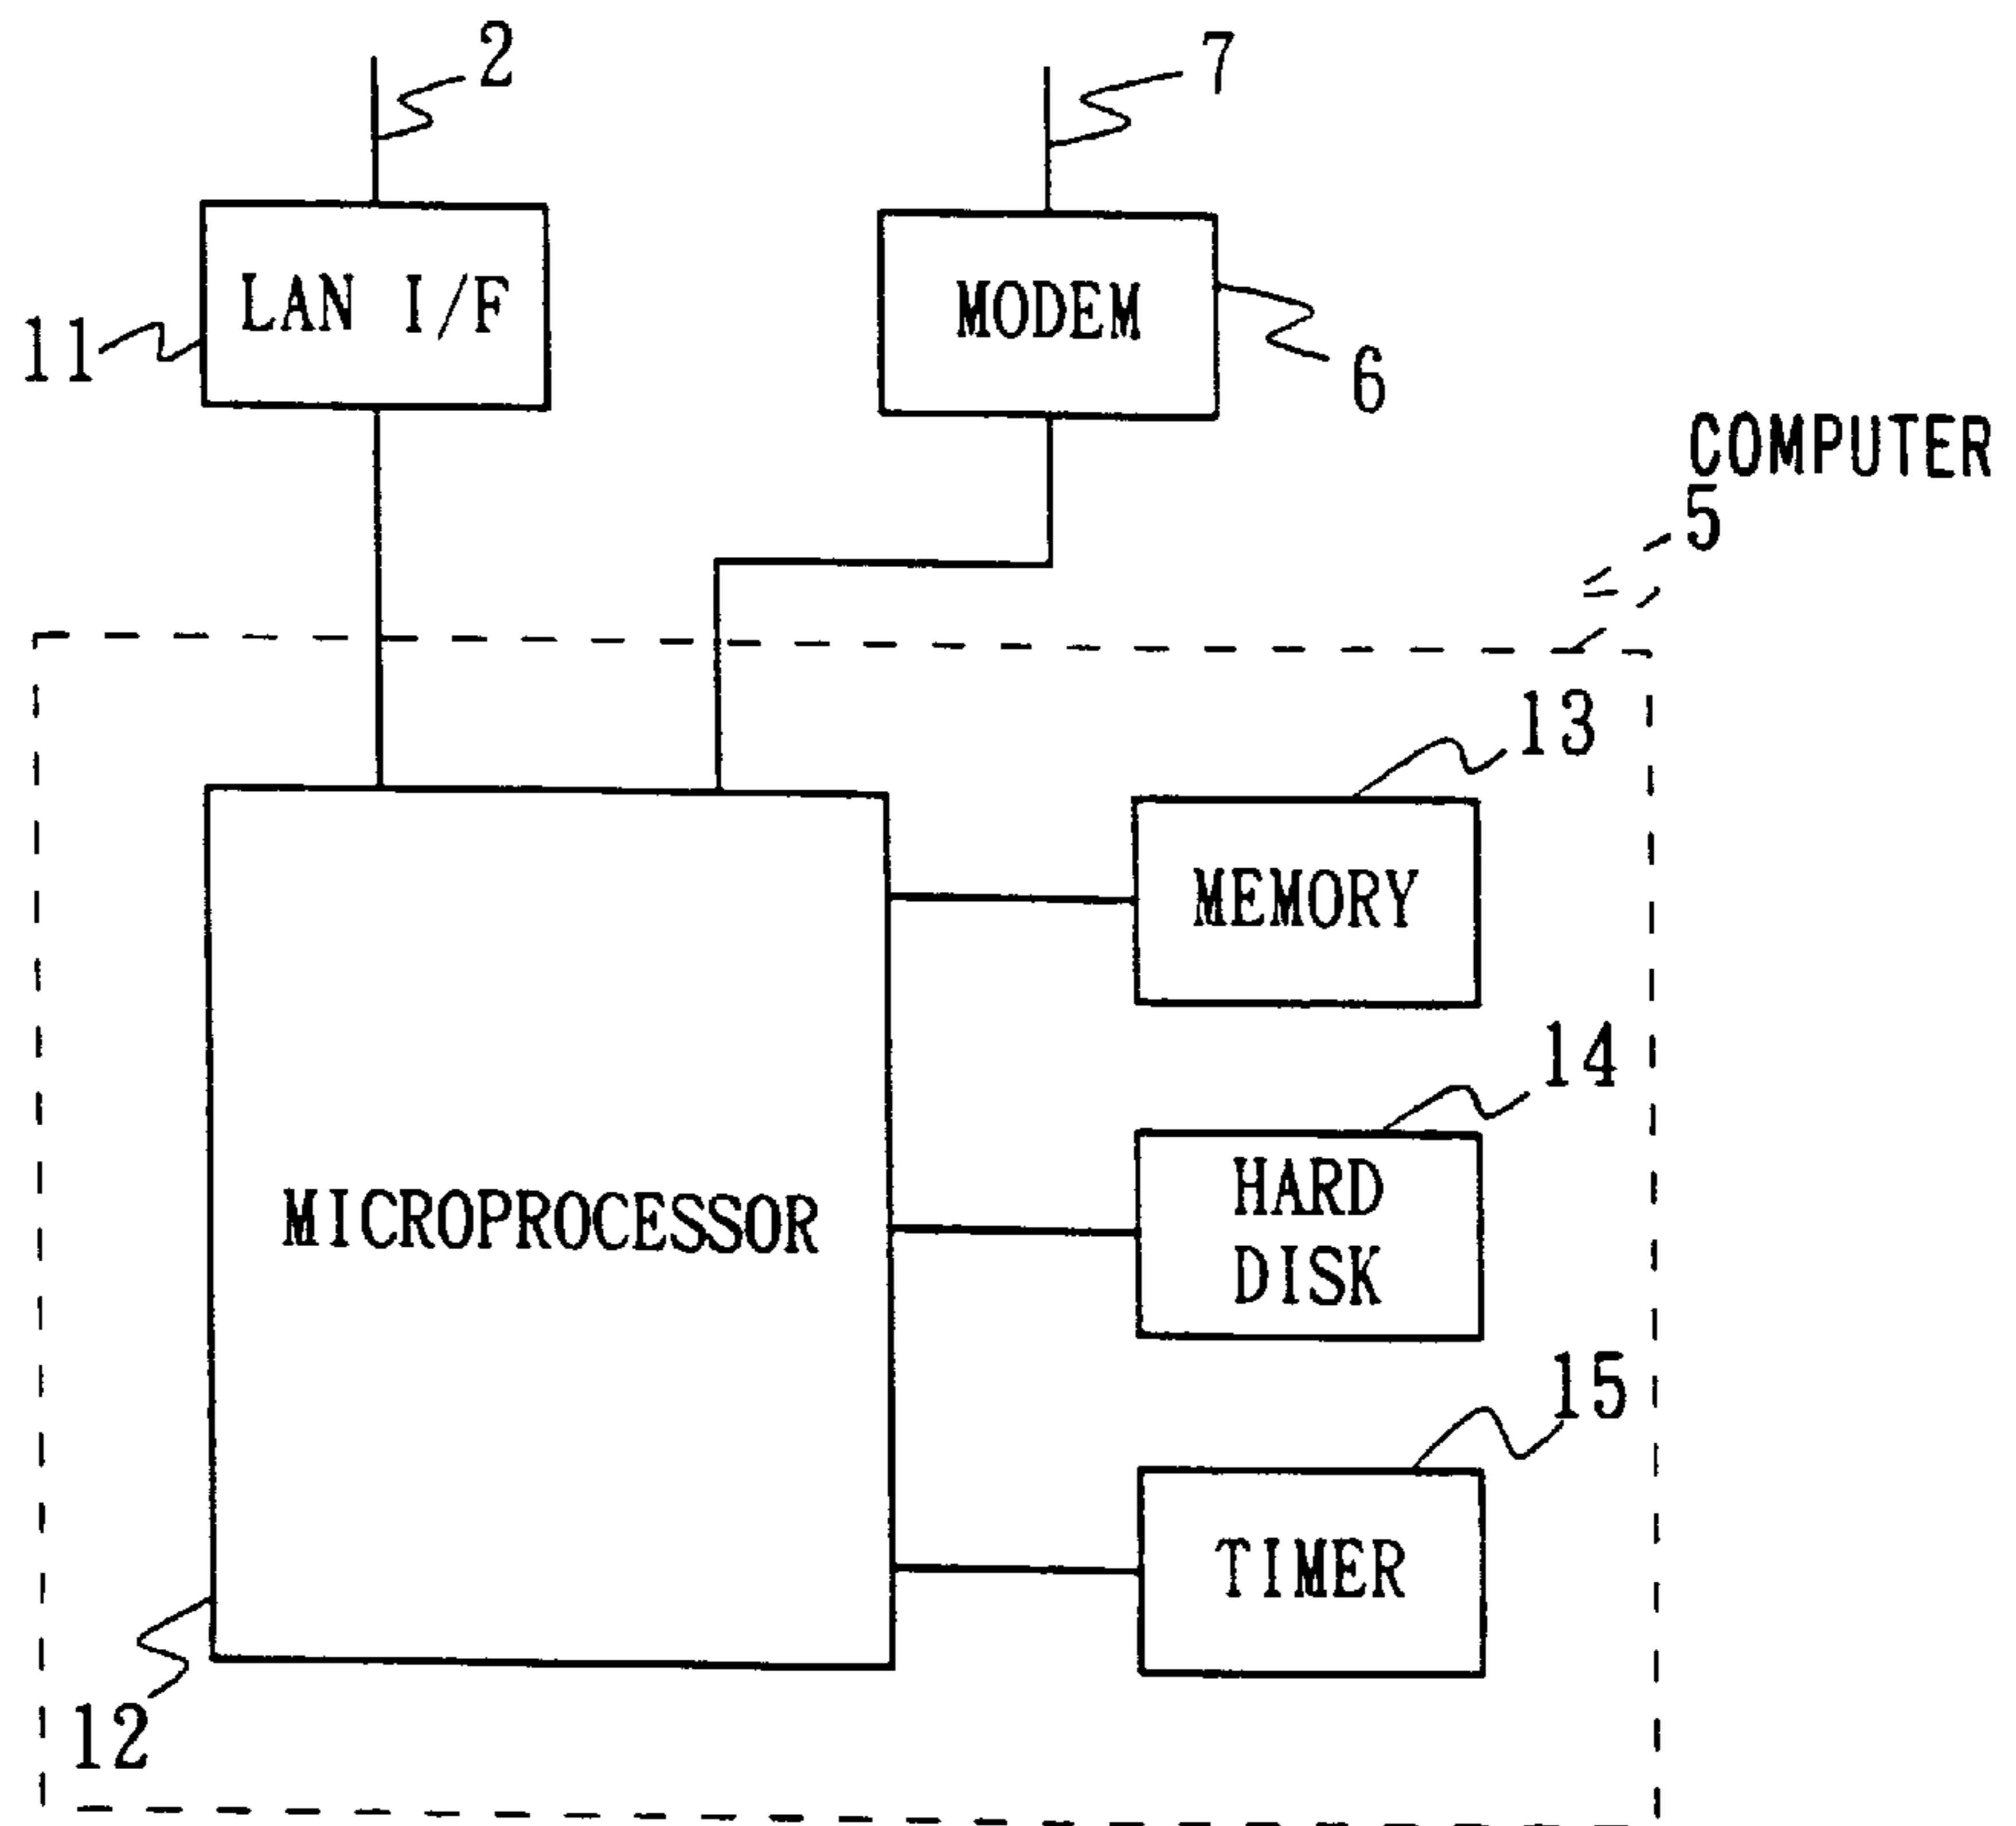 2
7
LAN I/F
MODEM
11
6
COMPUTER
5
13
MEMORY
14
HARD
DISK
MICROPROCESSOR
15
TIMER
12